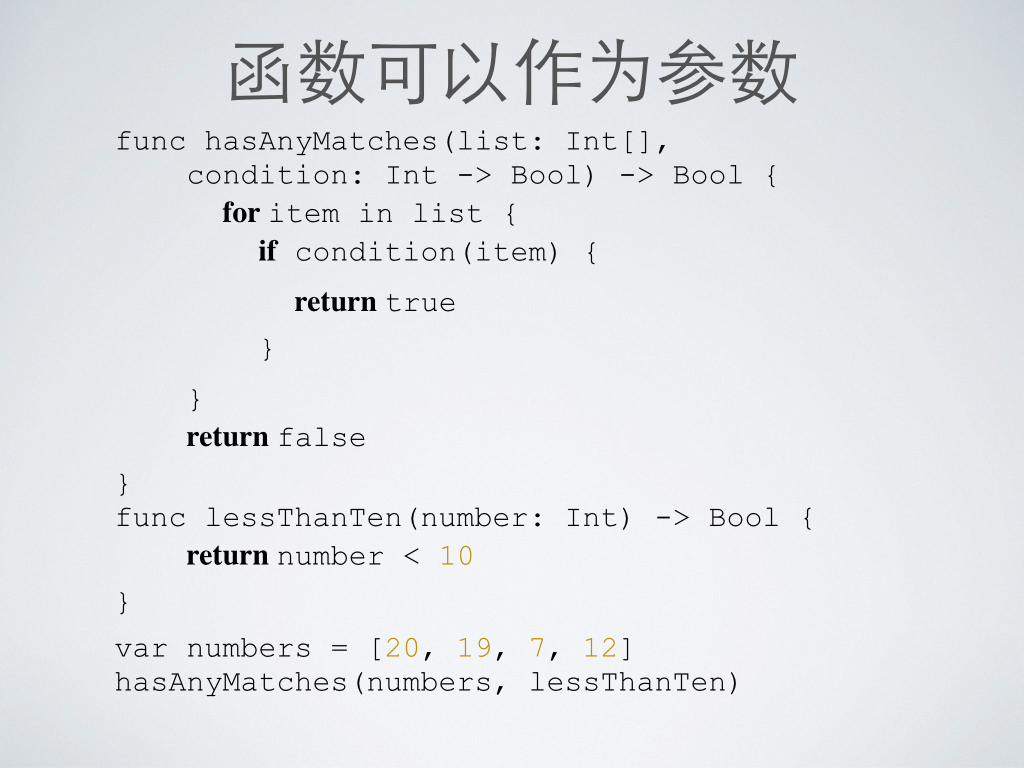 函数可以作为参数
func hasAnyMatches(list: Int[],
condition: Int -> Bool) -> Bool {
for item in list {
if condition(item) {
return true
}
}
return false
}
func lessThanTen(number: Int) -> Bool {
return number < 10
}
var numbers = [20, 19, 7, 12]
hasAnyMatches(numbers, lessThanTen)